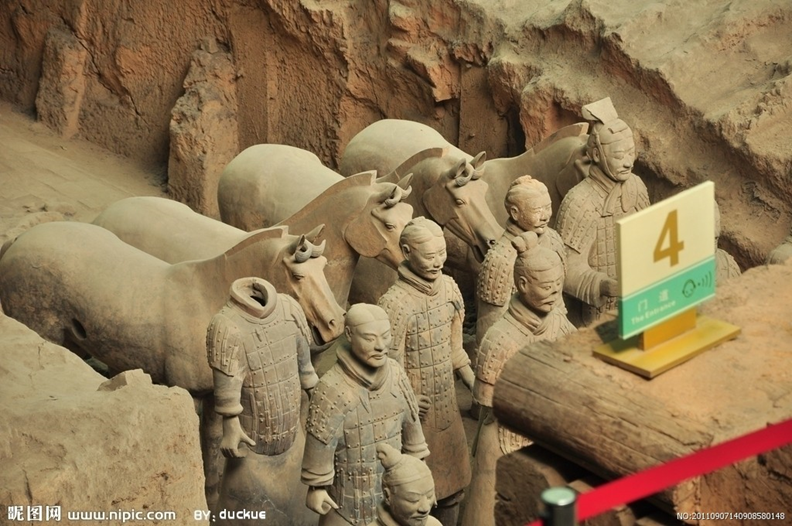 4
门 道
The Entrance
昵图网 www.nipic.com BY: duckue
NO:20110907140908580148